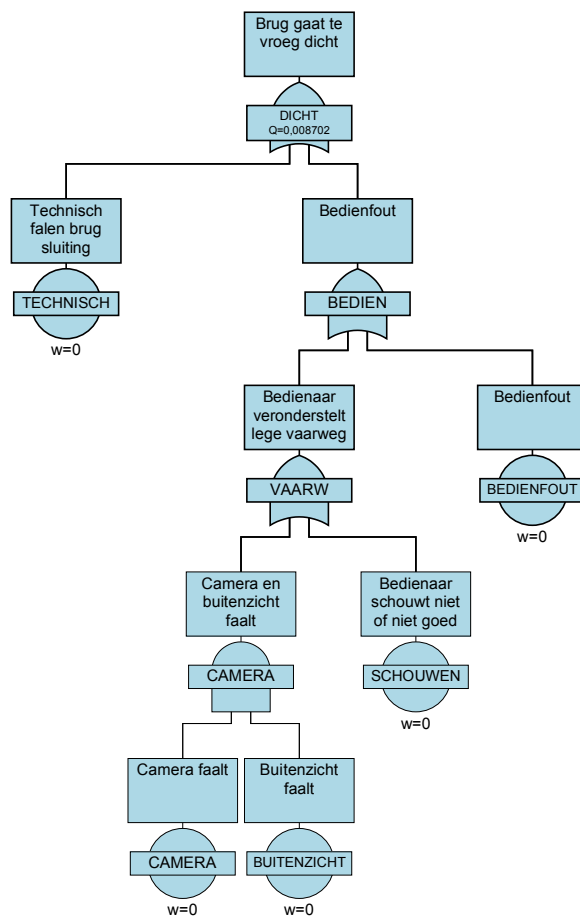 Brug gaat te
vroeg dicht
DICHT
Q=0,008702
Technisch
falen brug
sluiting
TECHNISCH
w=0
Bedienfout
BEDIEN
Bedienaar
veronderstelt
lege vaarweg
VAARW
Bedienfout
BEDIENFOUT
w=0
Camera en
buitenzicht
faalt
CAMERA
Bedienaar
schouwt niet
of niet goed
SCHOUWEN
w=0
Camera faalt
CAMERA
w=0
Buitenzicht
faalt
BUITENZICHT
w=0